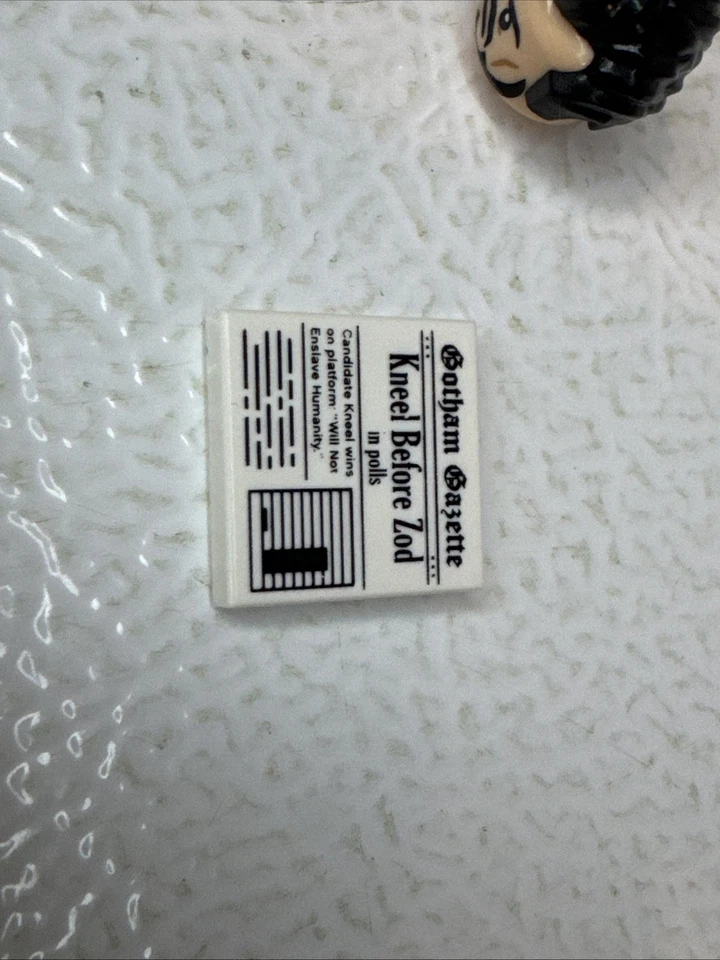 Gotham Gazette
Kneel Before Zod
in polls
Candidate Kneel wins
on platform "Will Not
Enslave Humanity."